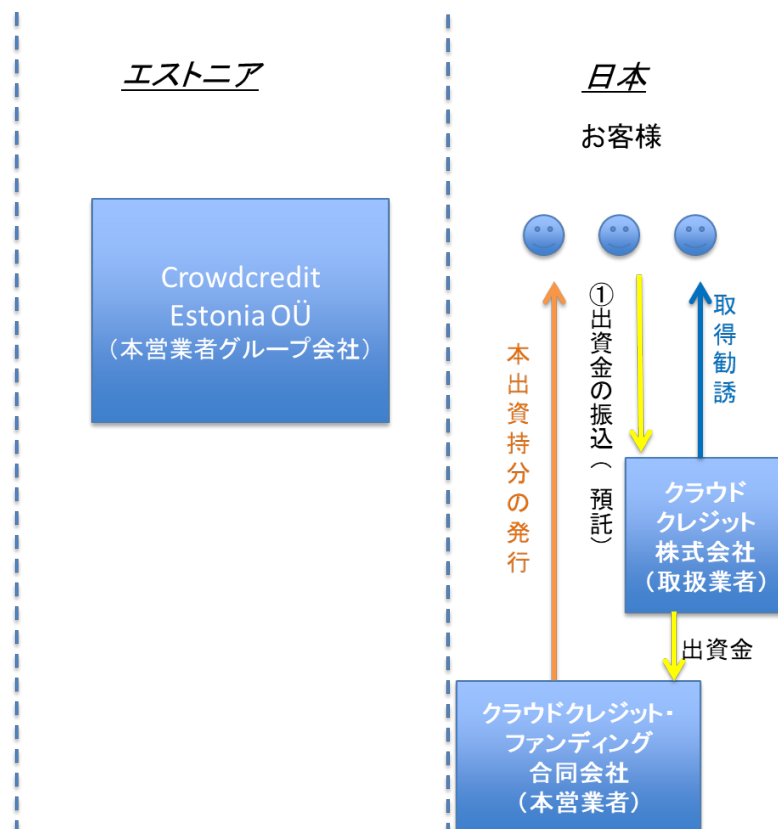 エストニア
日本
お客様
Crowdcredit
Estonia OÜ
（本営業者グループ会社）
本出資持分の発行
①出資金の振込（預託）
取得勧誘
クラウド
クレジット
株式会社
（取扱業者）
出資金
クラウドクレジット・
ファンディング
合同会社
（本営業者）